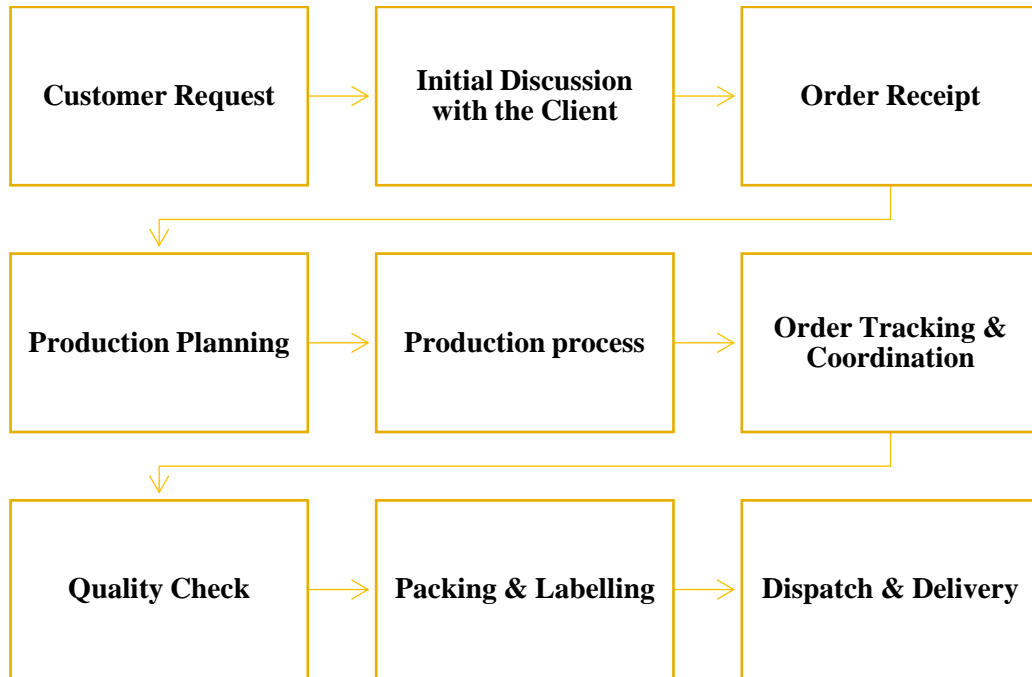 Customer Request
Initial Discussion
with the Client
Order Receipt
Production Planning
Production process
Order Tracking &
Coordination
Quality Check
Packing & Labelling
Dispatch & Delivery